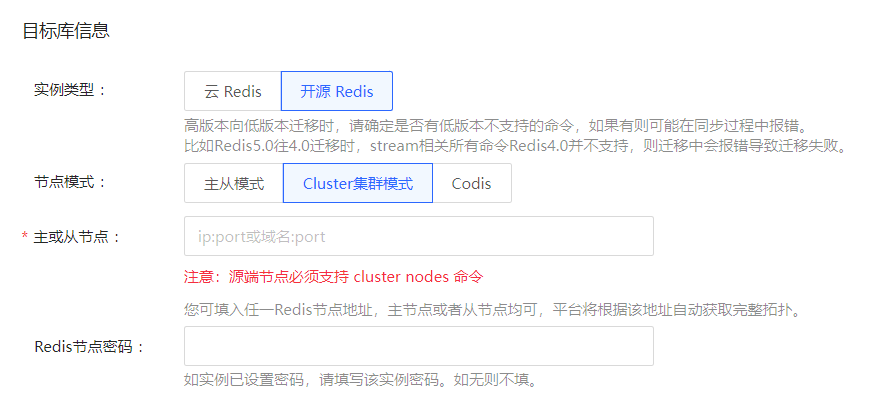 目标库信息
实例类型： 云 Redis 开源 Redis
高版本向低版本迁移时，请确定是否有低版本不支持的命令，如果有则可能在同步过程中报错。
比如Redis5.0往4.0迁移时，stream相关所有命令Redis4.0并不支持，则迁移中会报错导致迁移失败。
节点模式： 主从模式 Cluster集群模式 Codis
* 主或从节点： ip:port或域名:port
注意：源端节点必须支持 cluster nodes 命令
您可填入任一Redis节点地址，主节点或者从节点均可，平台将根据该地址自动获取完整拓扑。
Redis节点密码：
如实例已设置密码，请填写该实例密码。如无则不填。